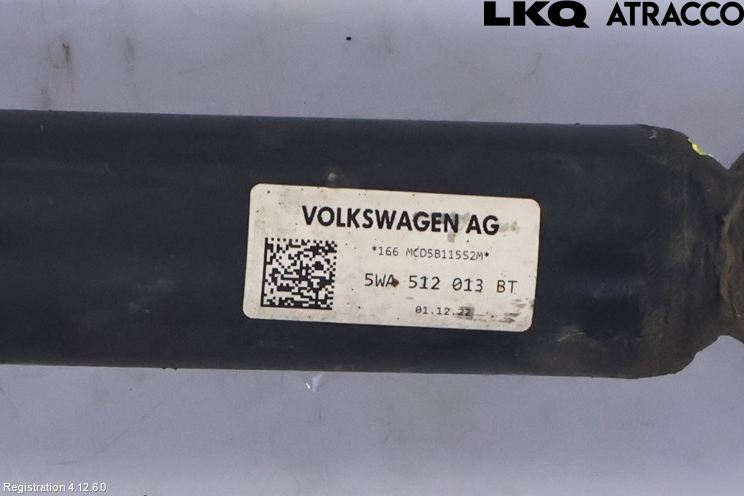 LKQ ATRACCO
VOLKSWAGEN AG
*166 MCD5B115S2M*
5WA 512 013 BT
01.12.22
Registration 4.12.6.0